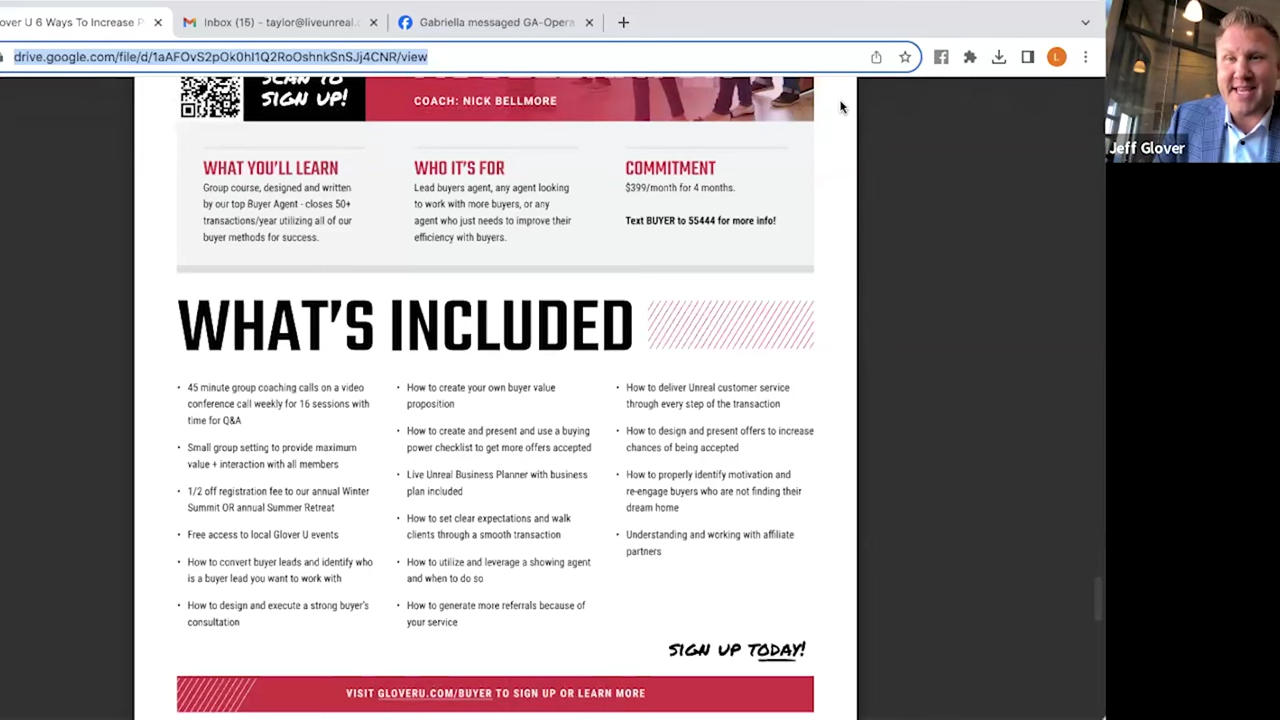 over U 6 Ways To Increase P
Inbox (15) - taylor@liveunreal.c
Gabriella messaged GA-Opera
drive.google.com/file/d/1aAFOvS2pOk0hI1Q2RoOshnkSnSJj4CNR/view
L
SCAN TO
SIGN UP!
COACH: NICK BELLMORE
Jeff Glover
WHAT YOU'LL LEARN
Group course, designed and written
by our top Buyer Agent - closes 50+
transactions/year utilizing all of our
buyer methods for success.
WHO IT'S FOR
Lead buyers agent, any agent looking
to work with more buyers, or any
agent who just needs to improve their
efficiency with buyers.
COMMITMENT
$399/month for 4 months.
Text BUYER to 55444 for more info!
WHAT'S INCLUDED
• 45 minute group coaching calls on a video
conference call weekly for 16 sessions with
time for Q&A
• Small group setting to provide maximum
value + interaction with all members
• 1/2 off registration fee to our annual Winter
Summit OR annual Summer Retreat
• Free access to local Glover U events
• How to convert buyer leads and identify who
is a buyer lead you want to work with
• How to design and execute a strong buyer's
consultation
• How to create your own buyer value
proposition
• How to create and present and use a buying
power checklist to get more offers accepted
• Live Unreal Business Planner with business
plan included
• How to set clear expectations and walk
clients through a smooth transaction
• How to utilize and leverage a showing agent
and when to do so
• How to generate more referrals because of
your service
• How to deliver Unreal customer service
through every step of the transaction
• How to design and present offers to increase
chances of being accepted
• How to properly identify motivation and
re-engage buyers who are not finding their
dream home
• Understanding and working with affiliate
partners
SIGN UP TODAY!
VISIT GLOVERU.COM/BUYER TO SIGN UP OR LEARN MORE